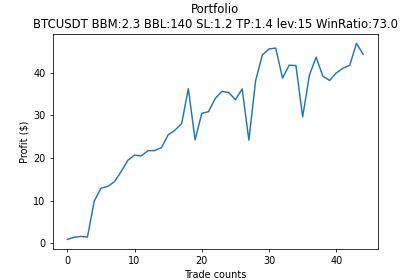 Portfolio
BTCUSDT BBM:2.3 BBL:140 SL:1.2 TP:1.4 lev:15 WinRatio:73.0
40
30
20
10
0
Profit ($)
0 10 20 30 40
Trade counts